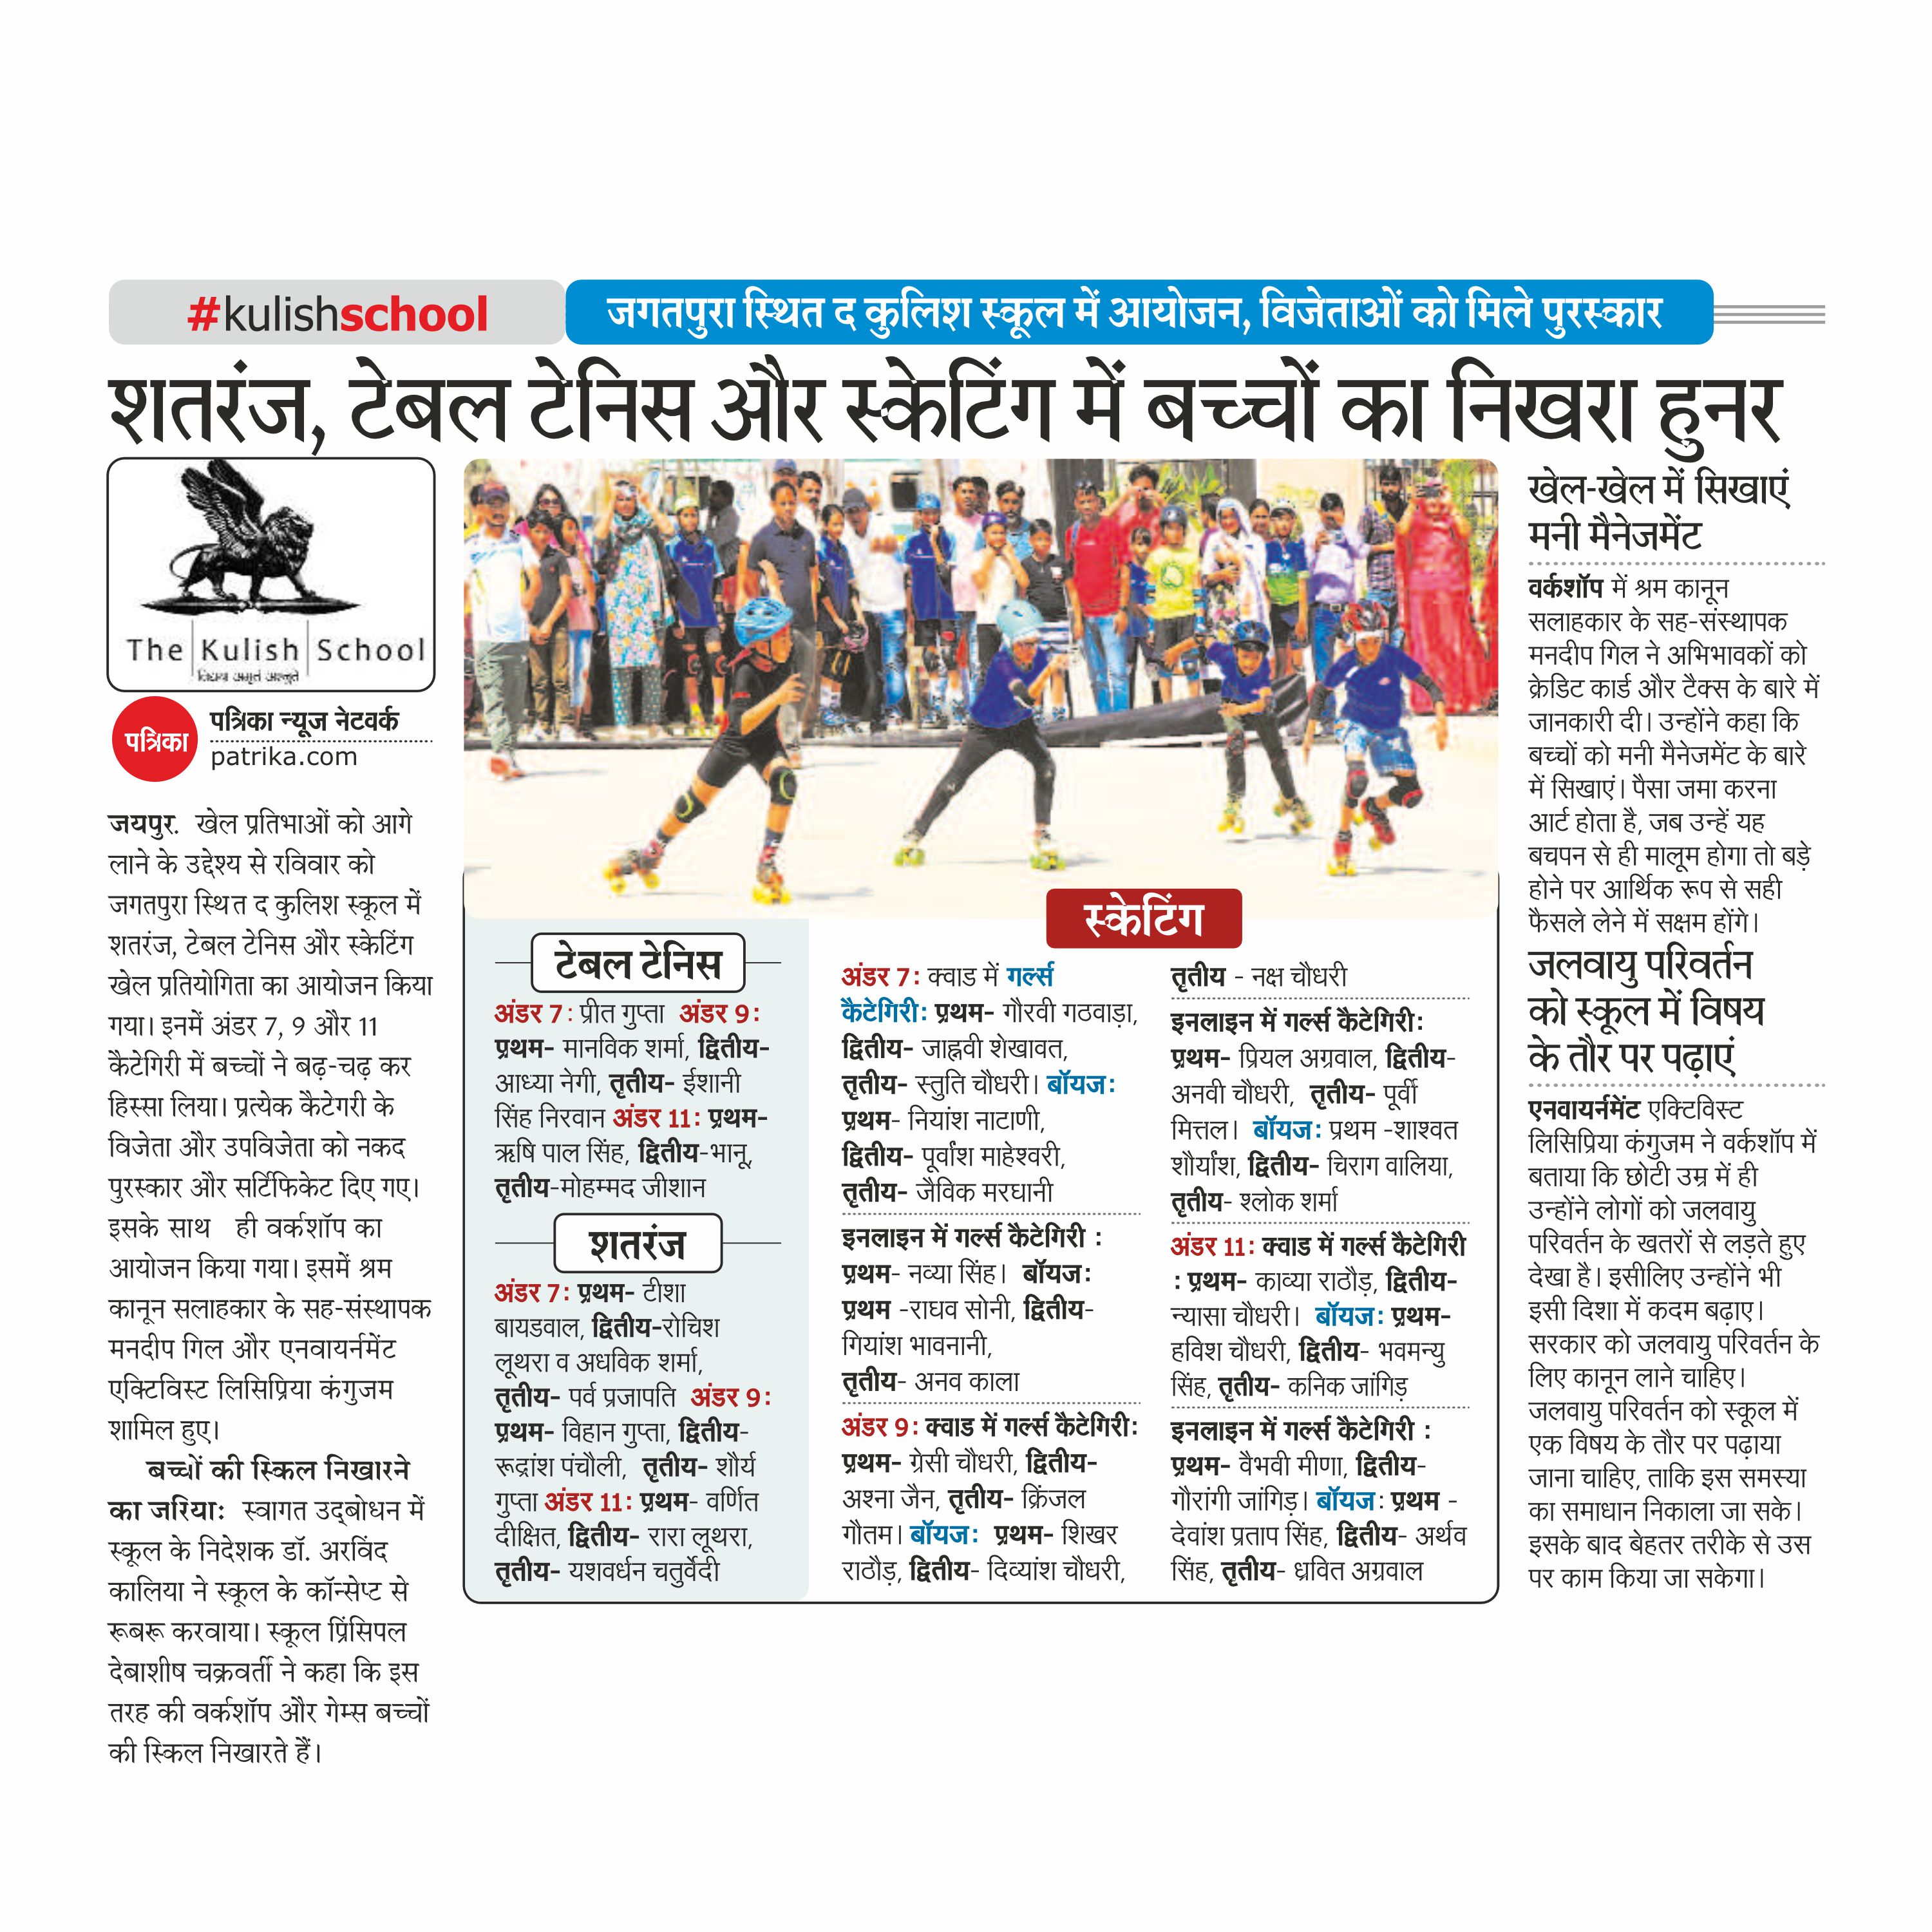 #kulishschool
जगतपुरा स्थित द कुलिश स्कूल में आयोजन, विजेताओं को मिले पुरस्कार
शतरंज, टेबल टेनिस और स्केटिंग में बच्चों का निखरा हुनर
The Kulish School
विद्यया अमृतं अश्नुते
पत्रिका
पत्रिका न्यूज नेटवर्क
patrika.com
जयपुर. खेल प्रतिभाओं को आगे
लाने के उद्देश्य से रविवार को
जगतपुरा स्थित द कुलिश स्कूल में
शतरंज, टेबल टेनिस और स्केटिंग
खेल प्रतियोगिता का आयोजन किया
गया। इनमें अंडर 7, 9 और 11
कैटेगिरी में बच्चों ने बढ़-चढ़ कर
हिस्सा लिया। प्रत्येक कैटेगरी के
विजेता और उपविजेता को नकद
पुरस्कार और सर्टिफिकेट दिए गए।
इसके साथ ही वर्कशॉप का
आयोजन किया गया। इसमें श्रम
कानून सलाहकार के सह-संस्थापक
मनदीप गिल और एनवायर्नमेंट
एक्टिविस्ट लिसिप्रिया कंगुजम
शामिल हुए।
बच्चों की स्किल निखारने
का जरिया: स्वागत उद्‌बोधन में
स्कूल के निदेशक डॉ. अरविंद
कालिया ने स्कूल के कॉन्सेप्ट से
रूबरू करवाया। स्कूल प्रिंसिपल
देबाशीष चक्रवर्ती ने कहा कि इस
तरह की वर्कशॉप और गेम्स बच्चों
की स्किल निखारते हैं।
टेबल टेनिस
अंडर 7: प्रीत गुप्ता अंडर 9:
प्रथम- मानविक शर्मा, द्वितीय-
आध्या नेगी, तृतीय- ईशानी
सिंह निरवान अंडर 11: प्रथम-
ऋषि पाल सिंह, द्वितीय-भानू,
तृतीय-मोहम्मद जीशान
शतरंज
अंडर 7: प्रथम- टीशा
बायडवाल, द्वितीय-रोचिश
लूथरा व अधविक शर्मा,
तृतीय- पर्व प्रजापति अंडर 9:
प्रथम- विहान गुप्ता, द्वितीय-
रूद्रांश पंचौली, तृतीय- शौर्य
गुप्ता अंडर 11: प्रथम- वर्णित
दीक्षित, द्वितीय- रारा लूथरा,
तृतीय- यशवर्धन चतुर्वेदी
स्केटिंग
अंडर 7: क्वाड में गर्ल्स
कैटेगिरी: प्रथम- गौरवी गठवाड़ा,
द्वितीय- जाह्नवी शेखावत,
तृतीय- स्तुति चौधरी। बॉयज:
प्रथम- नियांश नाटाणी,
द्वितीय- पूर्वांश माहेश्वरी,
तृतीय- जैविक मरधानी
इनलाइन में गर्ल्स कैटेगिरी :
प्रथम- नव्या सिंह। बॉयज:
प्रथम -राघव सोनी, द्वितीय-
गियांश भावनानी,
तृतीय- अनव काला
अंडर 9: क्वाड में गर्ल्स कैटेगिरी:
प्रथम- ग्रेसी चौधरी, द्वितीय-
अश्ना जैन, तृतीय- क्रिंजल
गौतम। बॉयज: प्रथम- शिखर
राठौड़, द्वितीय- दिव्यांश चौधरी,
तृतीय - नक्ष चौधरी
इनलाइन में गर्ल्स कैटेगिरी:
प्रथम- प्रियल अग्रवाल, द्वितीय-
अनवी चौधरी, तृतीय- पूर्वी
मित्तल। बॉयज: प्रथम -शाश्वत
शौर्यांश, द्वितीय- चिराग वालिया,
तृतीय- श्लोक शर्मा
अंडर 11: क्वाड में गर्ल्स कैटेगिरी
: प्रथम- काव्या राठौड़, द्वितीय-
न्यासा चौधरी। बॉयज: प्रथम-
हविश चौधरी, द्वितीय- भवमन्यु
सिंह, तृतीय- कनिक जांगिड़
इनलाइन में गर्ल्स कैटेगिरी :
प्रथम- वैभवी मीणा, द्वितीय-
गौरांगी जांगिड़। बॉयज: प्रथम -
देवांश प्रताप सिंह, द्वितीय- अर्थव
सिंह, तृतीय- ध्रवित अग्रवाल
खेल-खेल में सिखाएं
मनी मैनेजमेंट
वर्कशॉप में श्रम कानून
सलाहकार के सह-संस्थापक
मनदीप गिल ने अभिभावकों को
क्रेडिट कार्ड और टैक्स के बारे में
जानकारी दी। उन्होंने कहा कि
बच्चों को मनी मैनेजमेंट के बारे
में सिखाएं। पैसा जमा करना
आर्ट होता है, जब उन्हें यह
बचपन से ही मालूम होगा तो बड़े
होने पर आर्थिक रूप से सही
फैसले लेने में सक्षम होंगे।
जलवायु परिवर्तन
को स्कूल में विषय
के तौर पर पढ़ाएं
एनवायर्नमेंट एक्टिविस्ट
लिसिप्रिया कंगुजम ने वर्कशॉप में
बताया कि छोटी उम्र में ही
उन्होंने लोगों को जलवायु
परिवर्तन के खतरों से लड़ते हुए
देखा है। इसीलिए उन्होंने भी
इसी दिशा में कदम बढ़ाए।
सरकार को जलवायु परिवर्तन के
लिए कानून लाने चाहिए।
जलवायु परिवर्तन को स्कूल में
एक विषय के तौर पर पढ़ाया
जाना चाहिए, ताकि इस समस्या
का समाधान निकाला जा सके।
इसके बाद बेहतर तरीके से उस
पर काम किया जा सकेगा।